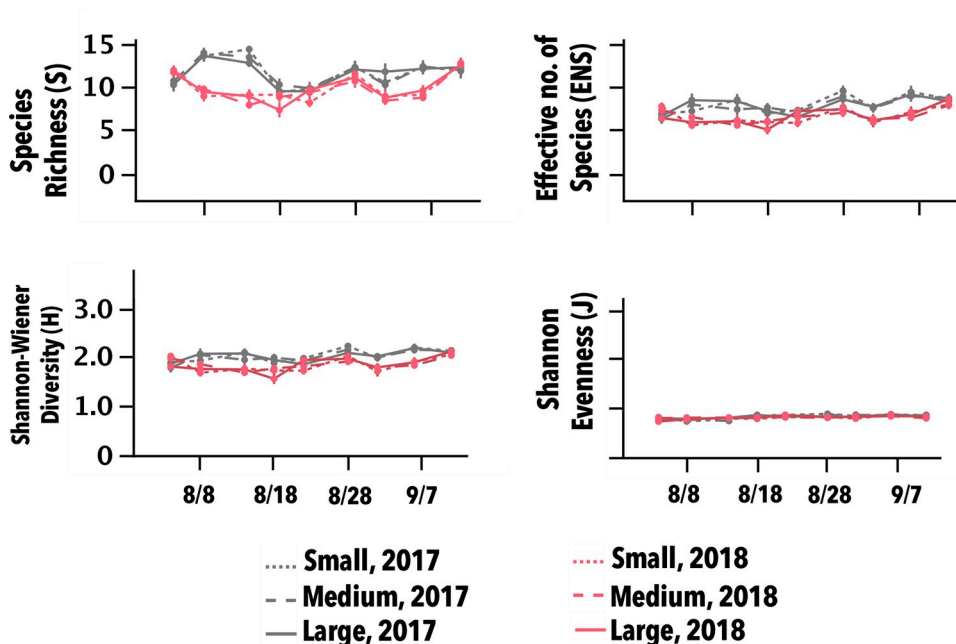 Species
Richness (S)
15
10
5
0
Effective no. of
Species (ENS)
Shannon-Wiener
Diversity (H)
3.0
2.0
1.0
0
8/8
8/18
8/28
9/7
Shannon
Evenness (J)
8/8
8/18
8/28
9/7
Small, 2017
Medium, 2017
Large, 2017
Small, 2018
Medium, 2018
Large, 2018